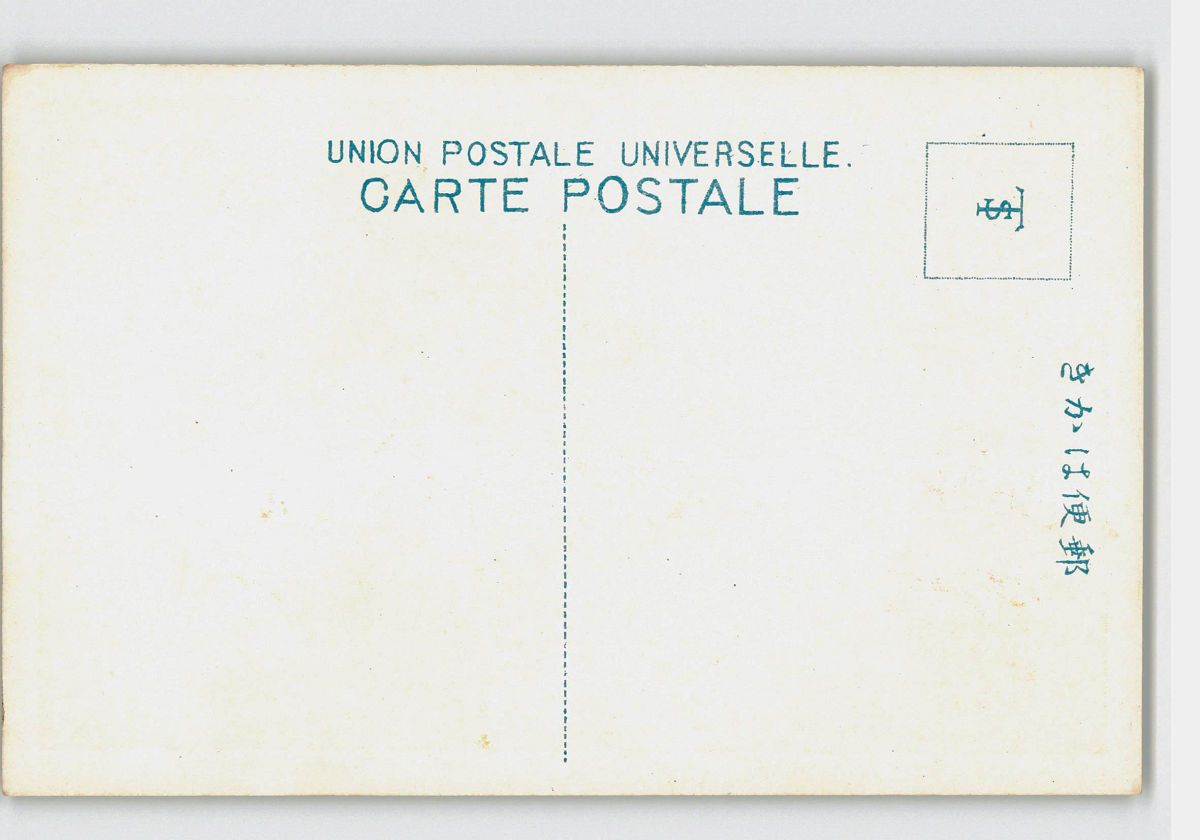 UNION POSTALE UNIVERSELLE.
CARTE POSTALE
きかは便郵